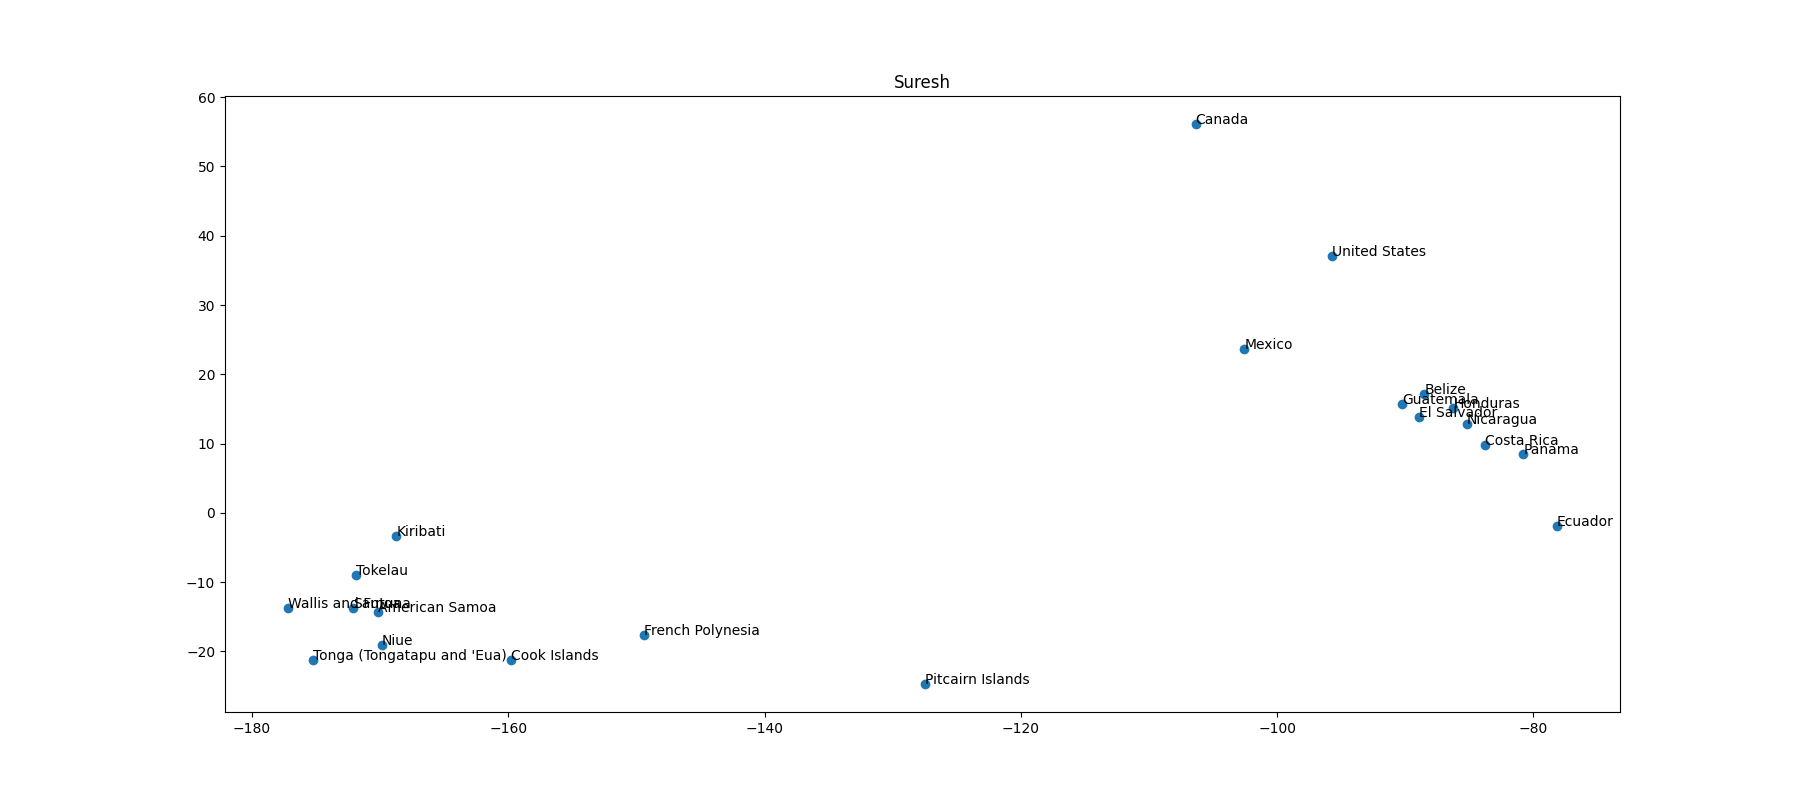 Suresh
60
50
40
30
20
10
0
−10
−20
Canada
United States
Mexico
Belize
Guatemala
Honduras
El Salvador
Nicaragua
Costa Rica
Panama
Ecuador
Kiribati
Tokelau
Wallis and Futuna
Samoa
American Samoa
French Polynesia
Niue
Tonga (Tongatapu and 'Eua)
Cook Islands
Pitcairn Islands
−180
−160
−140
−120
−100
−80